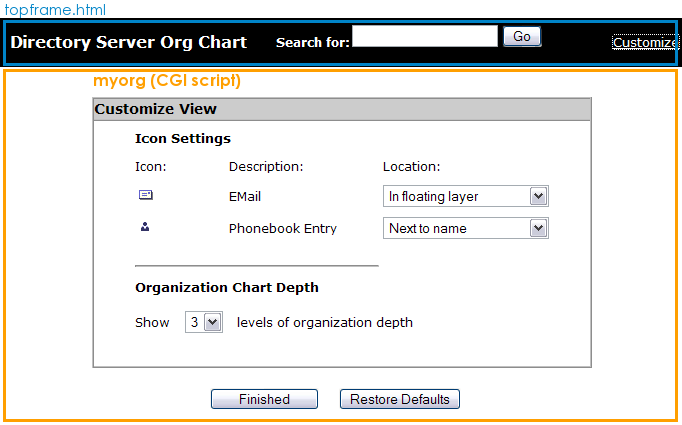 topframe.html
Directory Server Org Chart Search for: Go Customize
myorg (CGI script)
Customize View
Icon Settings
Icon: Description: Location:
EMail In floating layer
Phonebook Entry Next to name
Organization Chart Depth
Show 3 levels of organization depth
Finished Restore Defaults